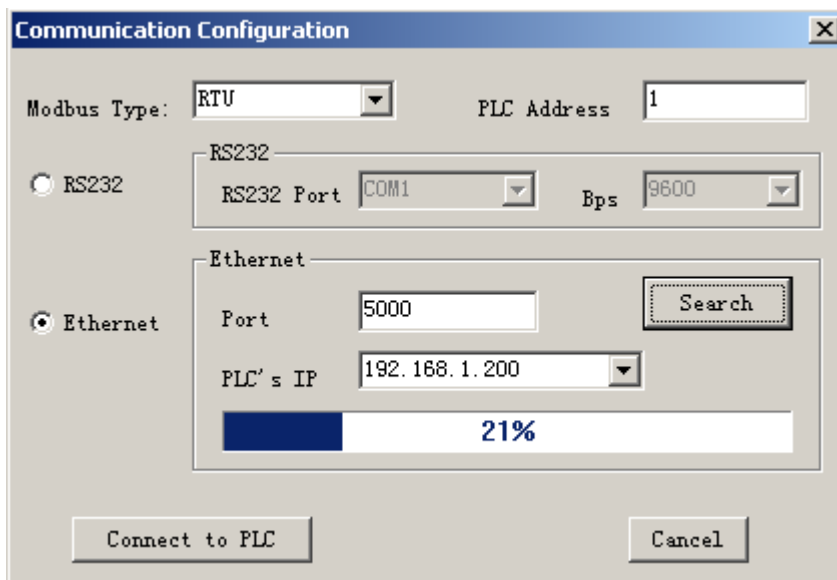 Communication Configuration
Modbus Type: RTU PLC Address 1
RS232
RS232 RS232 Port COM1 Bps 9600
Ethernet
Ethernet Port 5000 Search
PLC's IP 192.168.1.200
21%
Connect to PLC Cancel